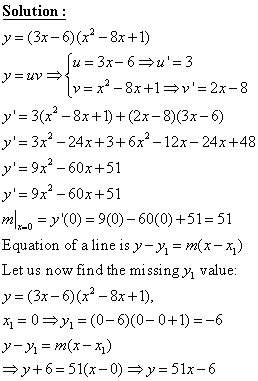 Solution :
y = (3x − 6)(x² − 8x + 1)
y = uv ⇒ { u = 3x − 6 ⇒ u ' = 3
v = x² − 8x + 1 ⇒ v ' = 2x − 8
y' = 3(x² − 8x + 1) + (2x − 8)(3x − 6)
y' = 3x² − 24x + 3 + 6x² − 12x − 24x + 48
y' = 9x² − 60x + 51
y' = 9x² − 60x + 51
m|ₓ₌₀ = y'(0) = 9(0) − 60(0) + 51 = 51
Equation of a line is y − y₁ = m(x − x₁)
Let us now find the missing y₁ value:
y = (3x − 6)(x² − 8x + 1),
x₁ = 0 ⇒ y₁ = (0 − 6)(0 − 0 + 1) = −6
y − y₁ = m(x − x₁)
⇒ y + 6 = 51(x − 0) ⇒ y = 51x − 6